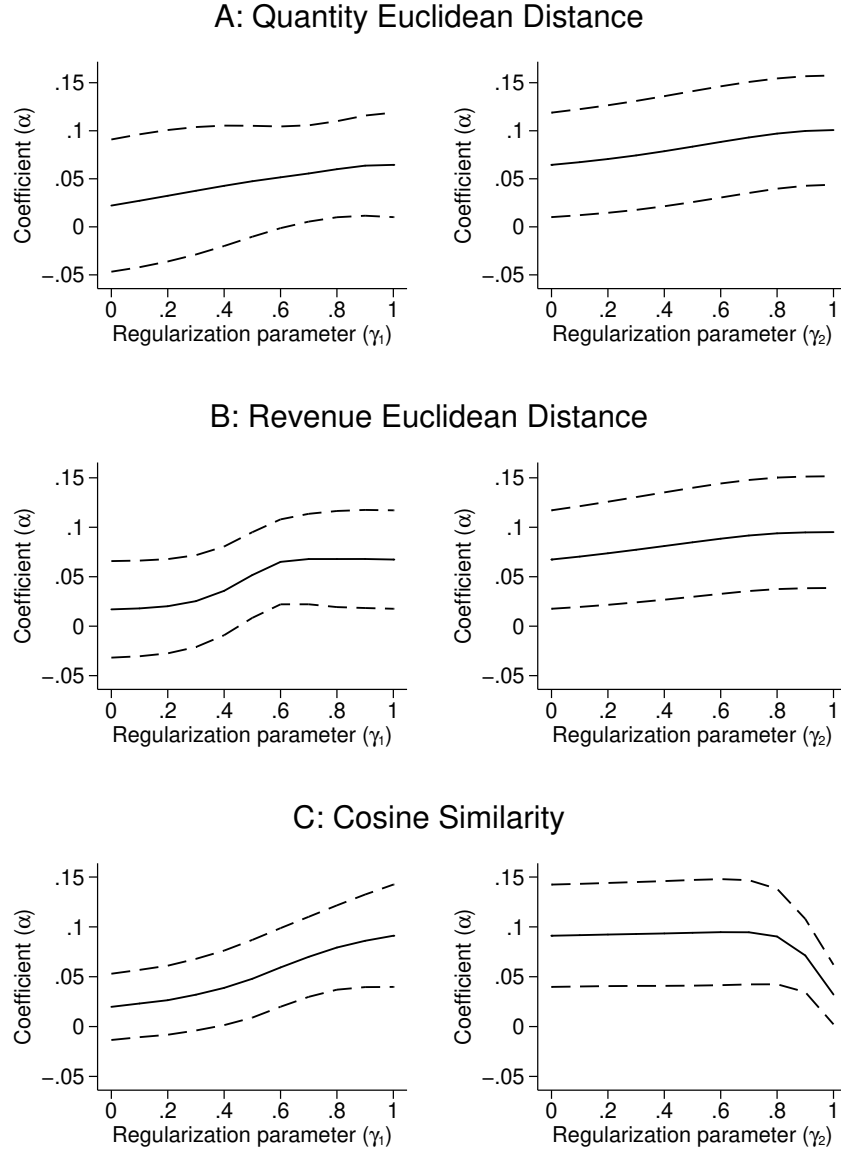 A: Quantity Euclidean Distance
Coefficient (α)
.15
.1
.05
0
−.05
0 .2 .4 .6 .8 1
Regularization parameter (γ₁)
Coefficient (α)
.15
.1
.05
0
−.05
0 .2 .4 .6 .8 1
Regularization parameter (γ₂)
B: Revenue Euclidean Distance
Coefficient (α)
.15
.1
.05
0
−.05
0 .2 .4 .6 .8 1
Regularization parameter (γ₁)
Coefficient (α)
.15
.1
.05
0
−.05
0 .2 .4 .6 .8 1
Regularization parameter (γ₂)
C: Cosine Similarity
Coefficient (α)
.15
.1
.05
0
−.05
0 .2 .4 .6 .8 1
Regularization parameter (γ₁)
Coefficient (α)
.15
.1
.05
0
−.05
0 .2 .4 .6 .8 1
Regularization parameter (γ₂)